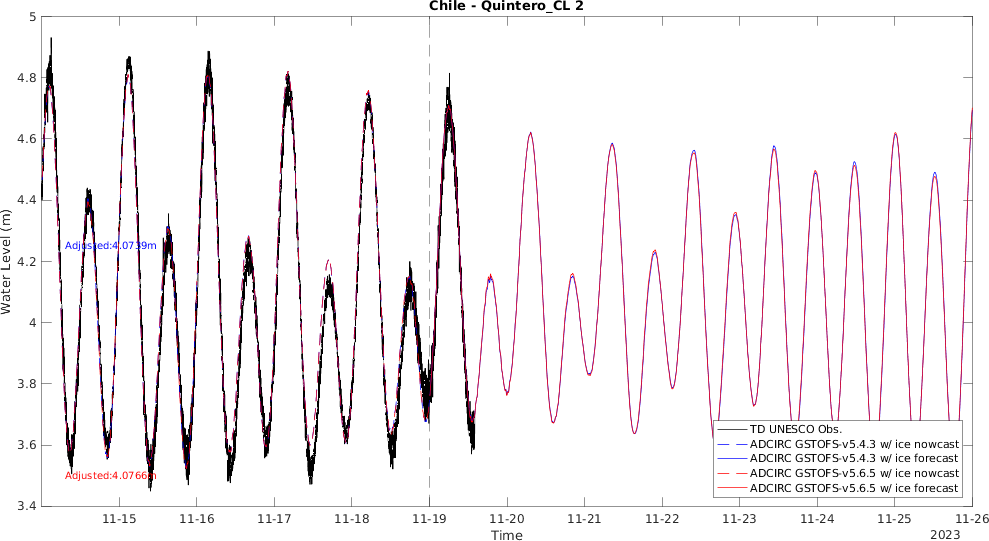 Chile - Quintero_CL 2
Water Level (m)
5
4.8
4.6
4.4
4.2
4
3.8
3.6
3.4
Adjusted:4.0739m
Adjusted:4.0766m
TD UNESCO Obs.
ADCIRC GSTOFS-v5.4.3 w/ ice nowcast
ADCIRC GSTOFS-v5.4.3 w/ ice forecast
ADCIRC GSTOFS-v5.6.5 w/ ice nowcast
ADCIRC GSTOFS-v5.6.5 w/ ice forecast
11-15 11-16 11-17 11-18 11-19 11-20 11-21 11-22 11-23 11-24 11-25 11-26
Time
2023